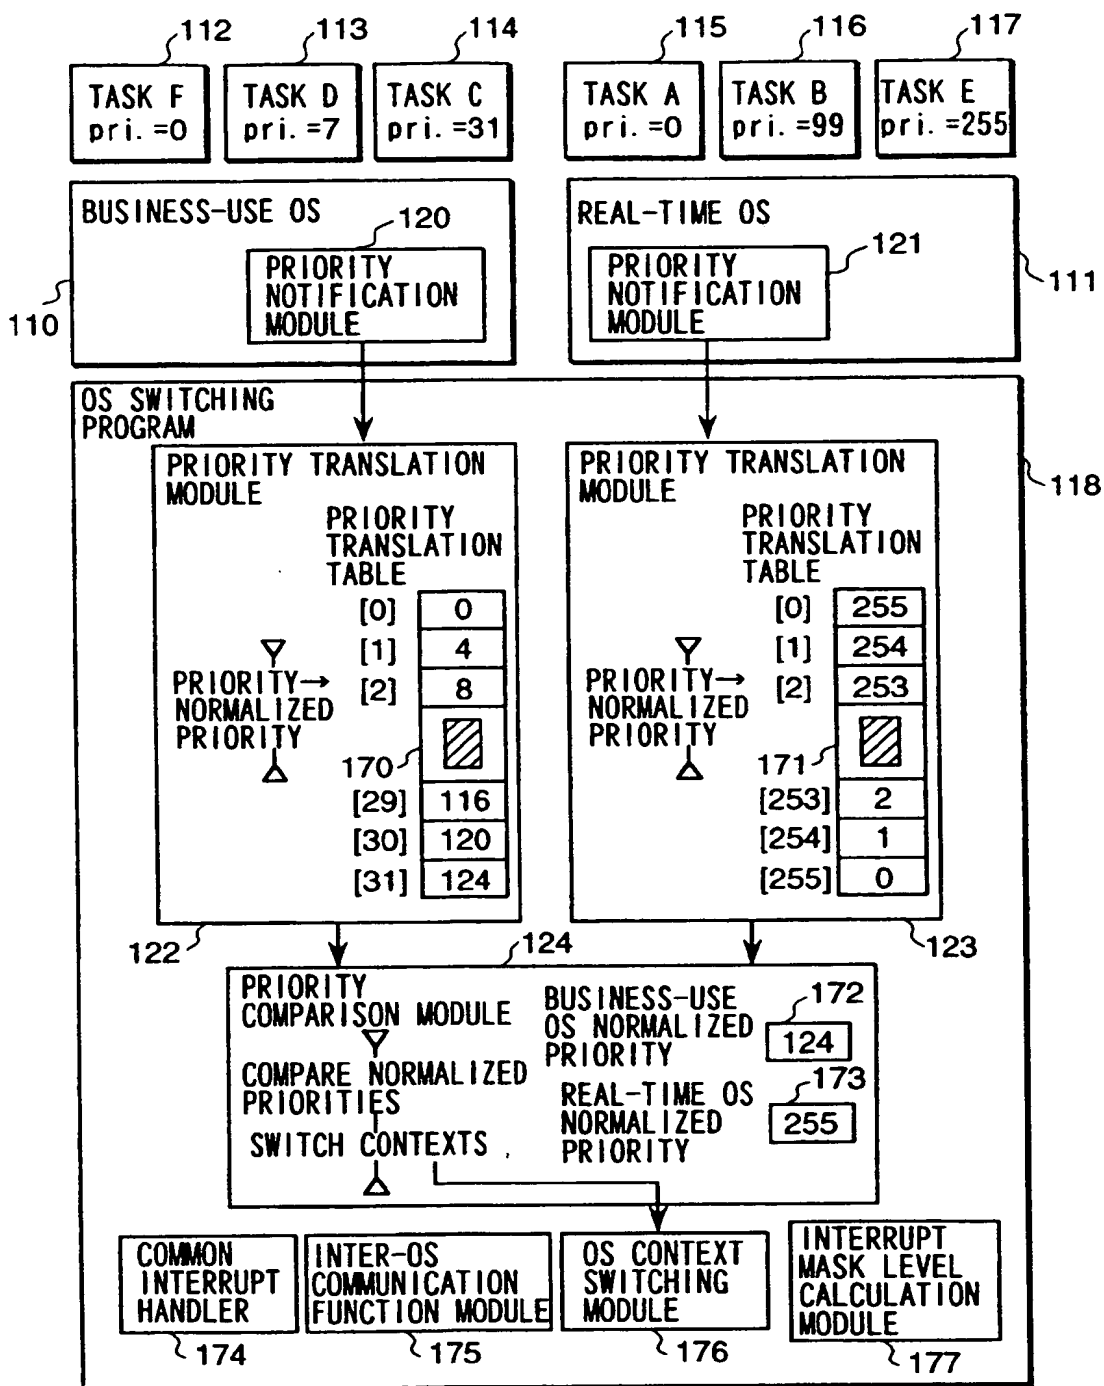 112
113
114
115
116
117
TASK F
pri.=0
TASK D
pri.=7
TASK C
pri.=31
TASK A
pri.=0
TASK B
pri.=99
TASK E
pri.=255
BUSINESS-USE OS
120
PRIORITY
NOTIFICATION
MODULE
110
REAL-TIME OS
121
PRIORITY
NOTIFICATION
MODULE
111
OS SWITCHING
PROGRAM
118
PRIORITY TRANSLATION
MODULE
PRIORITY
TRANSLATION
TABLE
[0] 0
[1] 4
[2] 8
PRIORITY→
NORMALIZED
PRIORITY
170
[29] 116
[30] 120
[31] 124
122
PRIORITY TRANSLATION
MODULE
PRIORITY
TRANSLATION
TABLE
[0] 255
[1] 254
[2] 253
PRIORITY→
NORMALIZED
PRIORITY
171
[253] 2
[254] 1
[255] 0
123
124
PRIORITY
COMPARISON MODULE
COMPARE NORMALIZED
PRIORITIES
SWITCH CONTEXTS
BUSINESS-USE
OS NORMALIZED
PRIORITY
172
124
REAL-TIME OS
NORMALIZED
PRIORITY
173
255
COMMON
INTERRUPT
HANDLER
174
INTER-OS
COMMUNICATION
FUNCTION MODULE
175
OS CONTEXT
SWITCHING
MODULE
176
INTERRUPT
MASK LEVEL
CALCULATION
MODULE
177